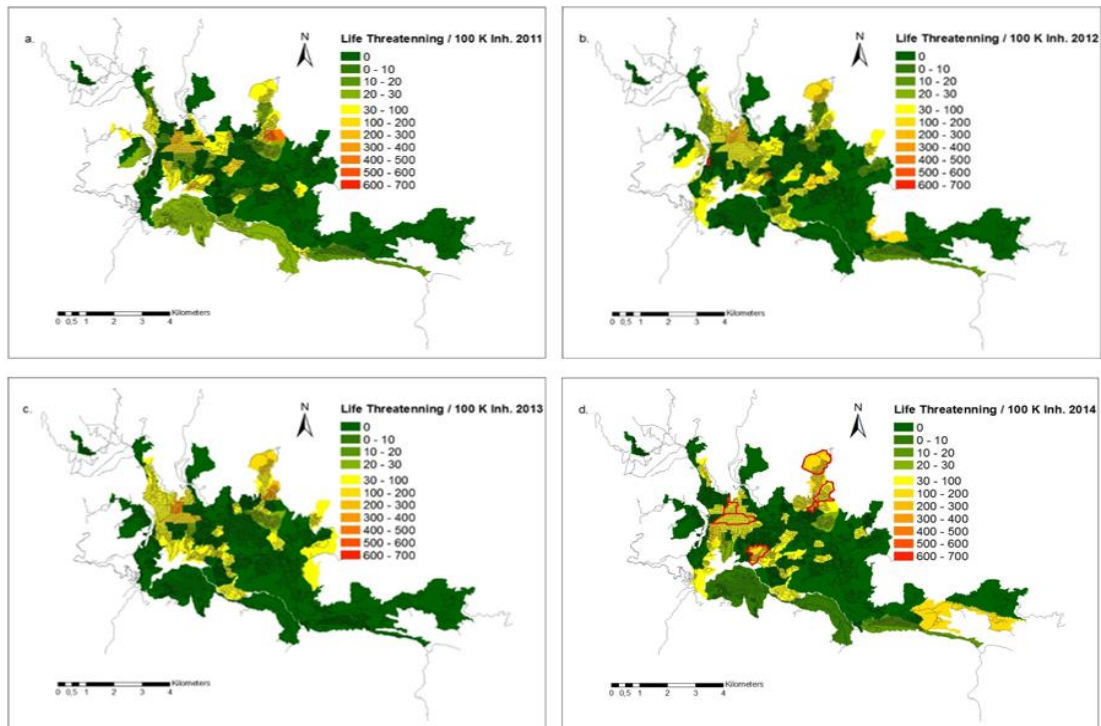 a.
N
Life Threatenning / 100 K Inh. 2011
0
0 - 10
10 - 20
20 - 30
30 - 100
100 - 200
200 - 300
300 - 400
400 - 500
500 - 600
600 - 700
Kilometers
0 0,5 1 2 3 4
b.
N
Life Threatenning / 100 K Inh. 2012
0
0 - 10
10 - 20
20 - 30
30 - 100
100 - 200
200 - 300
300 - 400
400 - 500
500 - 600
600 - 700
Kilometers
0 0,5 1 2 3 4
c.
N
Life Threatenning / 100 K Inh. 2013
0
0 - 10
10 - 20
20 - 30
30 - 100
100 - 200
200 - 300
300 - 400
400 - 500
500 - 600
600 - 700
Kilometers
0 0,5 1 2 3 4
d.
N
Life Threatenning / 100 K Inh. 2014
0
0 - 10
10 - 20
20 - 30
30 - 100
100 - 200
200 - 300
300 - 400
400 - 500
500 - 600
600 - 700
Kilometers
0 0,5 1 2 3 4